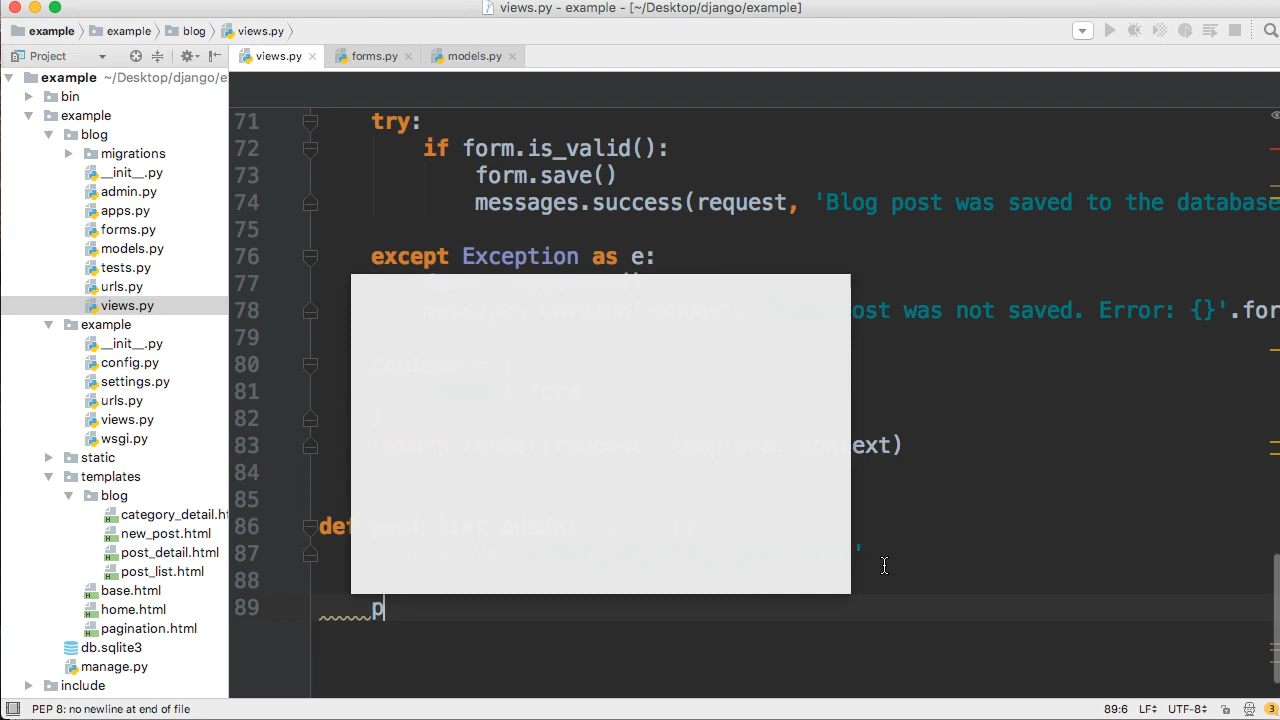 views.py - example - [~/Desktop/django/example]
example example blog views.py
Project views.py forms.py models.py
example ~/Desktop/django/e
bin
example
blog
migrations
__init__.py
admin.py
apps.py
forms.py
models.py
tests.py
urls.py
views.py
example
__init__.py
config.py
settings.py
urls.py
views.py
wsgi.py
static
templates
blog
category_detail.h
new_post.html
post_detail.html
post_list.html
base.html
home.html
pagination.html
db.sqlite3
manage.py
include
71 try:
72 if form.is_valid():
73 form.save()
74 messages.success(request, 'Blog post was saved to the database
75
76 except Exception as e:
77
78 ost was not saved. Error: {}'.for
79
80
81
82
83 ext)
84
85
86 def
87 '
88
89 p
PEP 8: no newline at end of file 89:6 LF UTF-8 3